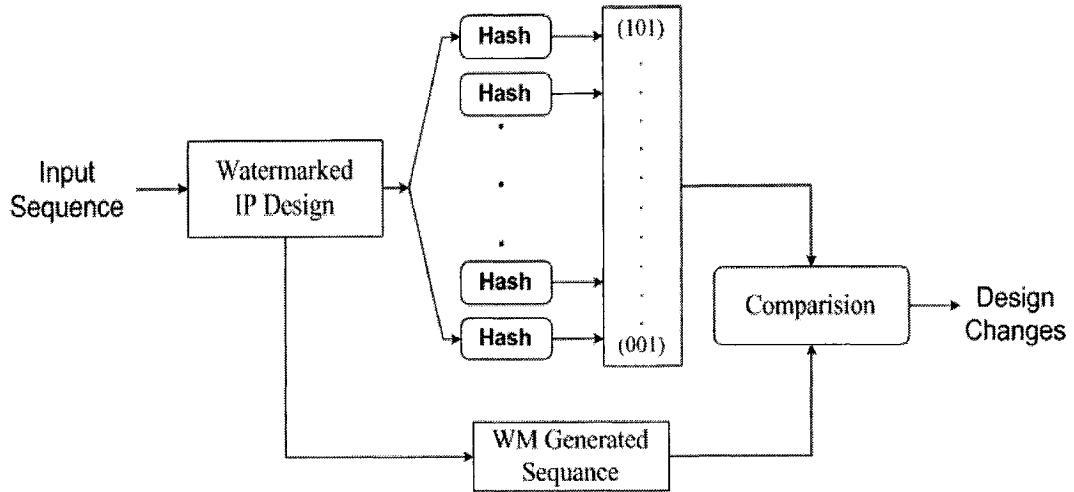 Input
Sequence
Watermarked
IP Design
Hash
Hash
Hash
Hash
(101)
(001)
WM Generated
Sequance
Comparision
Design
Changes